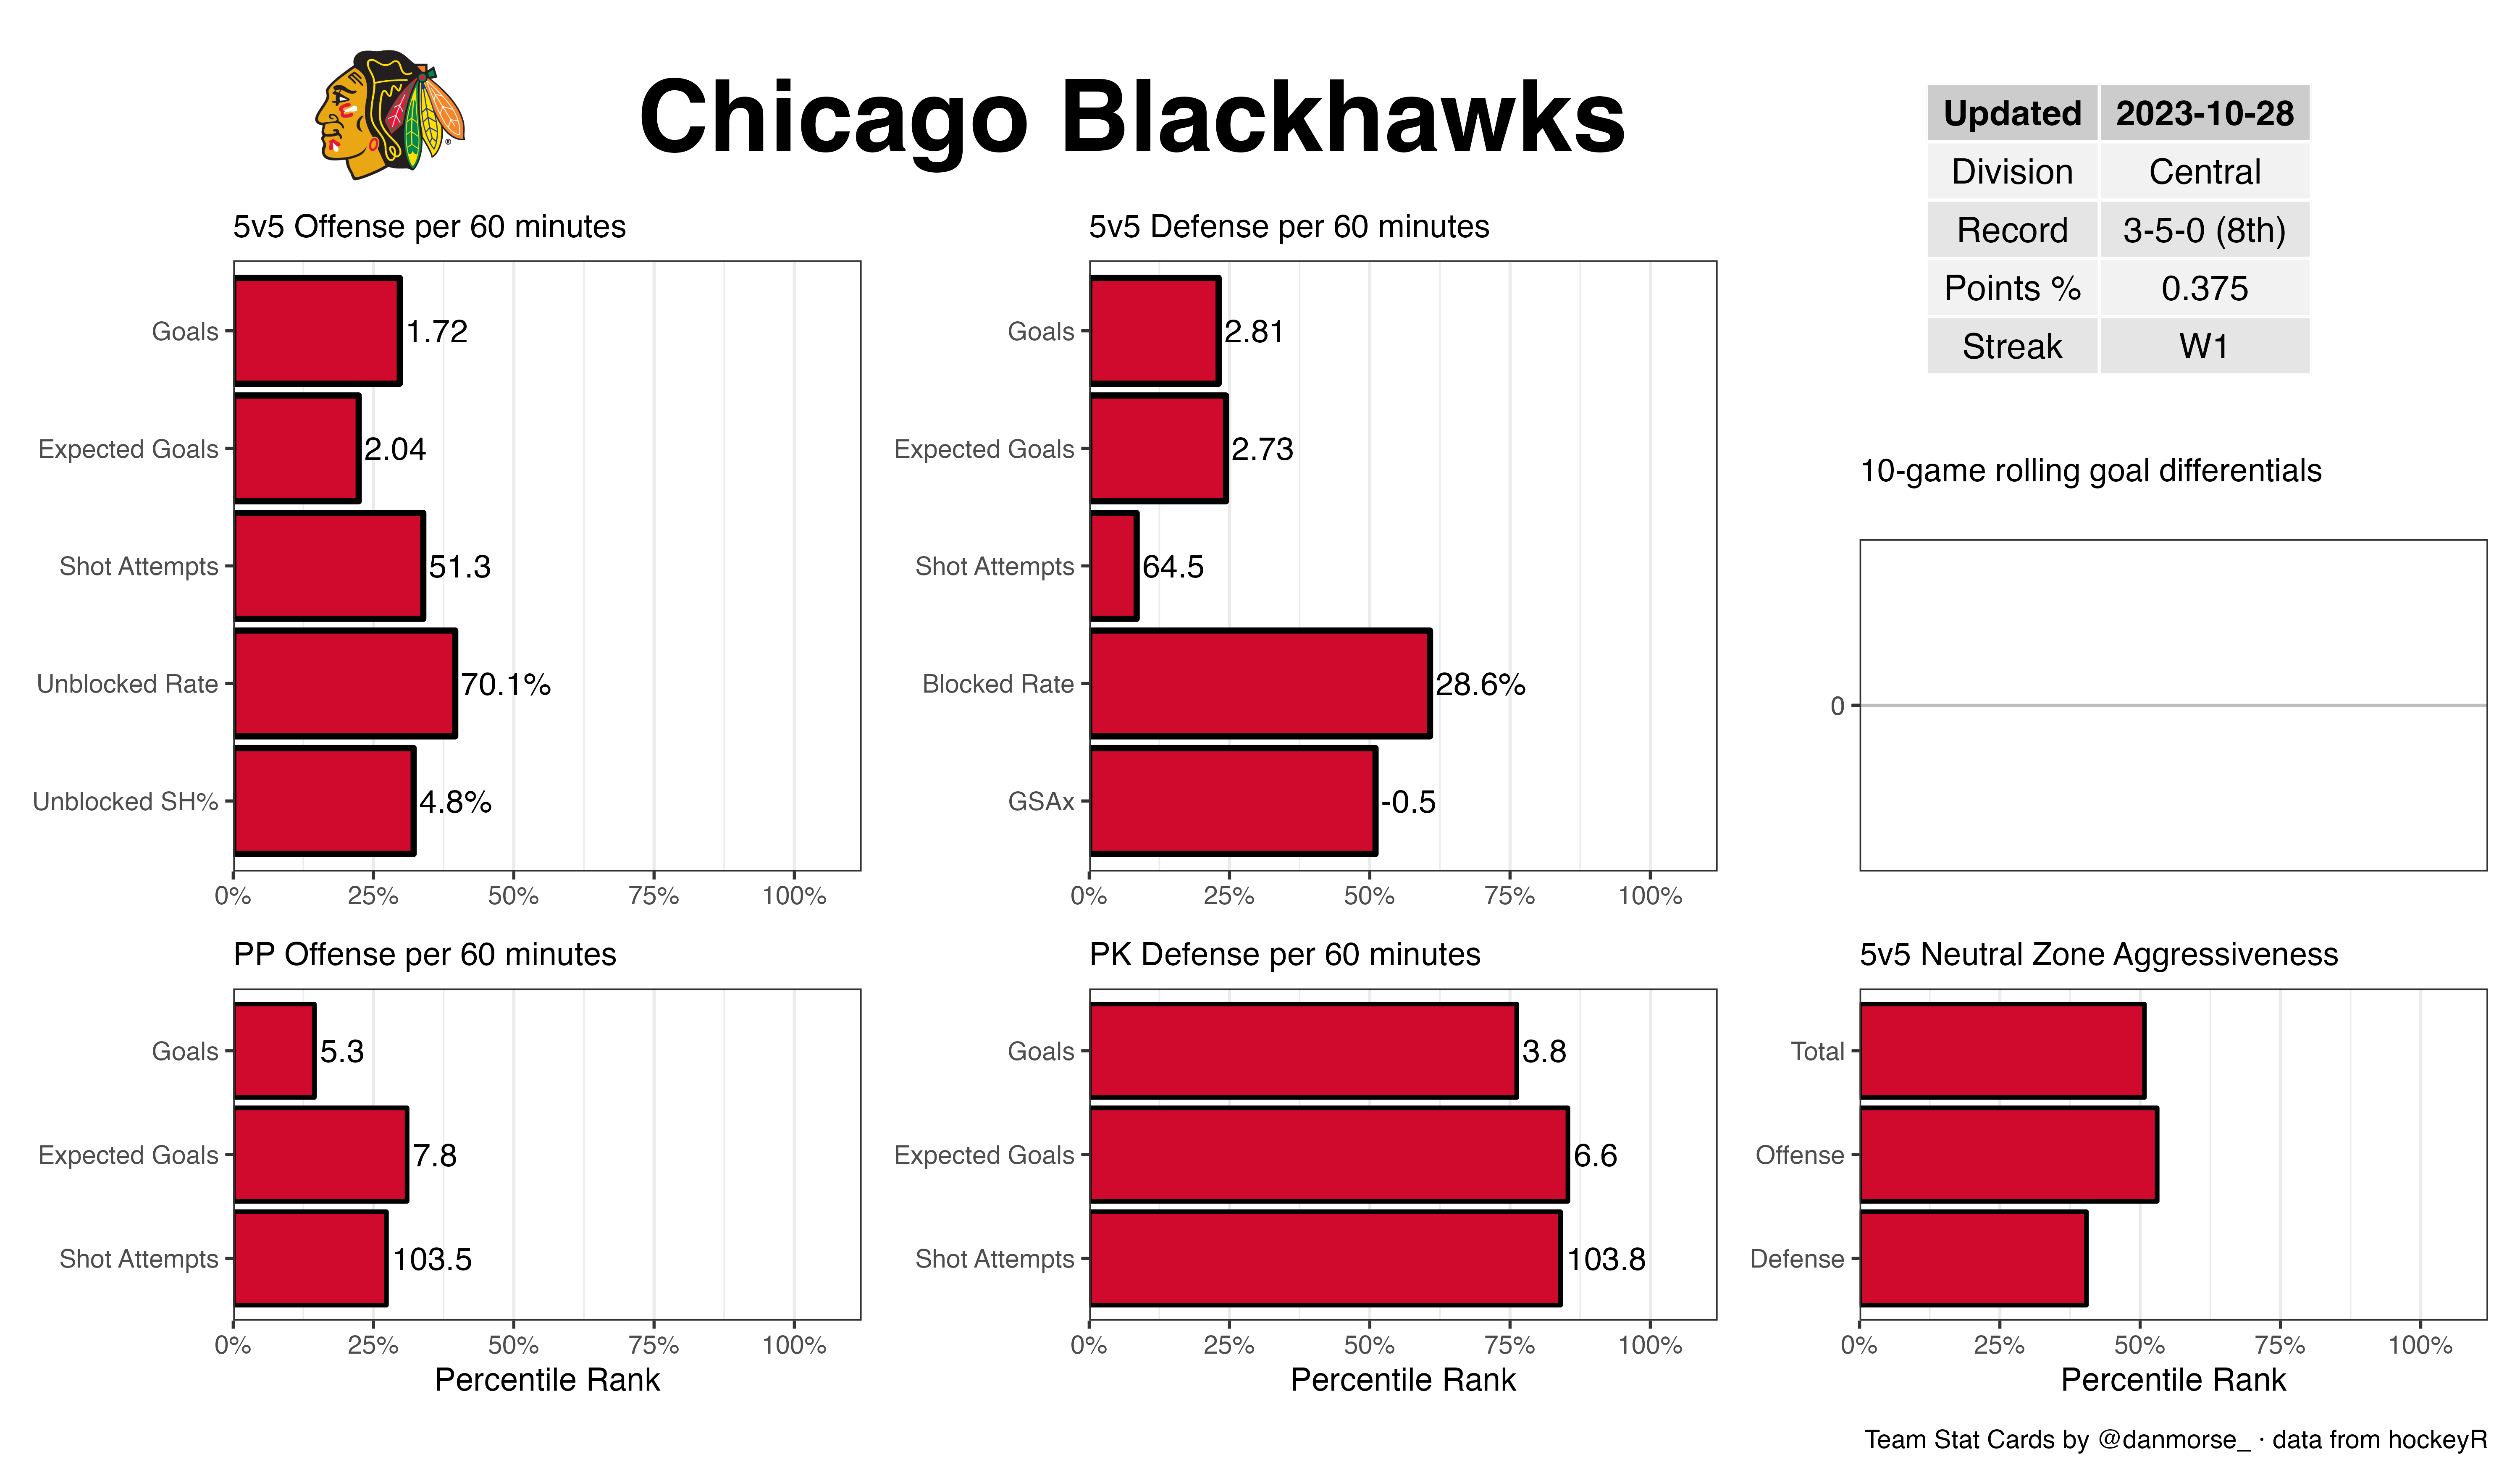 Chicago Blackhawks
Updated 2023-10-28
Division Central
Record 3-5-0 (8th)
Points % 0.375
Streak W1
5v5 Offense per 60 minutes
Goals 1.72
Expected Goals 2.04
Shot Attempts 51.3
Unblocked Rate 70.1%
Unblocked SH% 4.8%
0% 25% 50% 75% 100%
5v5 Defense per 60 minutes
Goals 2.81
Expected Goals 2.73
Shot Attempts 64.5
Blocked Rate 28.6%
GSAx -0.5
0% 25% 50% 75% 100%
10-game rolling goal differentials
0
PP Offense per 60 minutes
Goals 5.3
Expected Goals 7.8
Shot Attempts 103.5
0% 25% 50% 75% 100%
Percentile Rank
PK Defense per 60 minutes
Goals 3.8
Expected Goals 6.6
Shot Attempts 103.8
0% 25% 50% 75% 100%
Percentile Rank
5v5 Neutral Zone Aggressiveness
Total
Offense
Defense
0% 25% 50% 75% 100%
Percentile Rank
Team Stat Cards by @danmorse_ · data from hockeyR